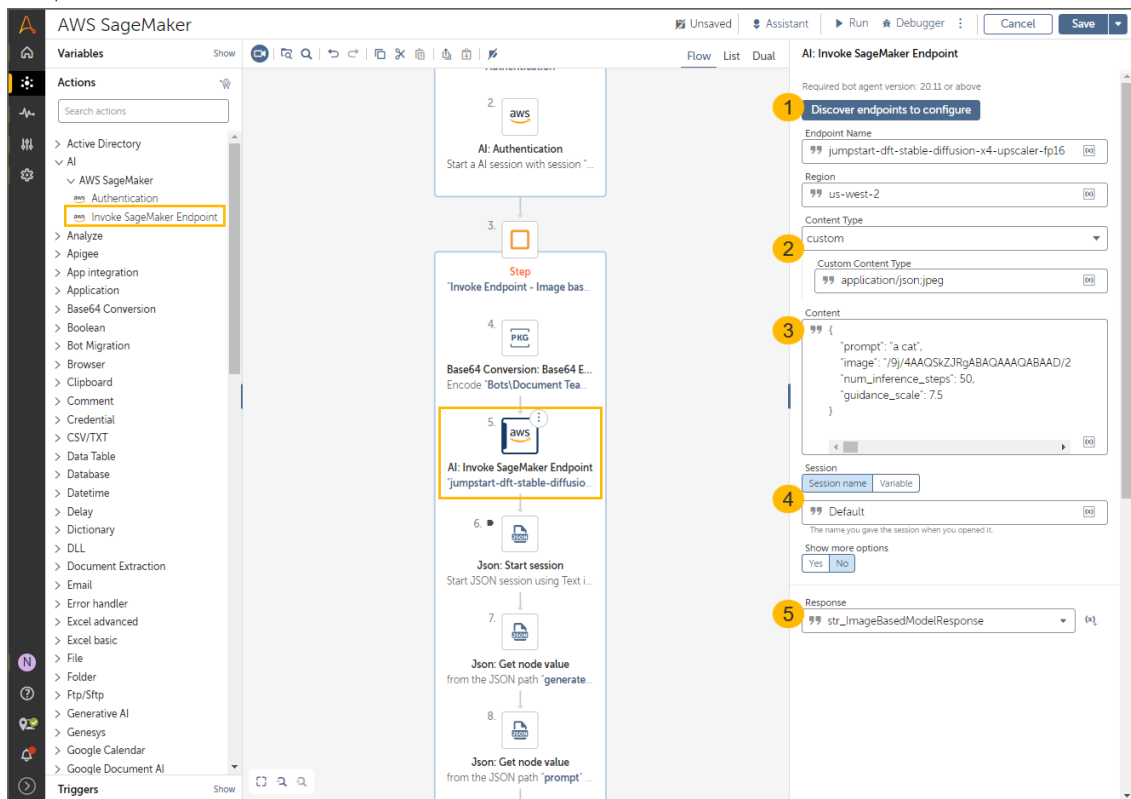 AWS SageMaker
Unsaved
Assistant
Run
Debugger
Cancel
Save
Variables
Show
Flow
List
Dual
Actions
Search actions
Active Directory
AI
AWS SageMaker
aws Authentication
aws Invoke SageMaker Endpoint
Analyze
Apigee
App integration
Application
Base64 Conversion
Boolean
Bot Migration
Browser
Clipboard
Comment
Credential
CSV/TXT
Data Table
Database
Datetime
Delay
Dictionary
DLL
Document Extraction
Email
Error handler
Excel advanced
Excel basic
File
Folder
Ftp/Sftp
Generative AI
Genesys
Google Calendar
Google Document AI
Triggers
Show
N
Authentication
2.
aws
AI: Authentication
Start a AI session with session "...
3.
Step
"Invoke Endpoint - Image bas...
4.
PKG
Base64 Conversion: Base64 E...
Encode "Bots\Document Tea...
5.
aws
AI: Invoke SageMaker Endpoint
"jumpstart-dft-stable-diffusio...
6.
JSON
Json: Start session
Start JSON session using Text i...
7.
JSON
Json: Get node value
from the JSON path "generate...
8.
JSON
Json: Get node value
from the JSON path "prompt" ...
AI: Invoke SageMaker Endpoint
Required bot agent version: 20.11 or above
1
Discover endpoints to configure
Endpoint Name
jumpstart-dft-stable-diffusion-x4-upscaler-fp16
(x)
Region
us-west-2
(x)
Content Type
custom
2
Custom Content Type
application/json;jpeg
(x)
Content
3
{
"prompt": "a cat",
"image": "/9j/4AAQSkZJRgABAQAAAQABAAD/2
"num_inference_steps": 50,
"guidance_scale": 7.5
}
(x)
Session
Session name
Variable
4
Default
(x)
The name you gave the session when you opened it.
Show more options
Yes
No
Response
5
str_ImageBasedModelResponse
(x)